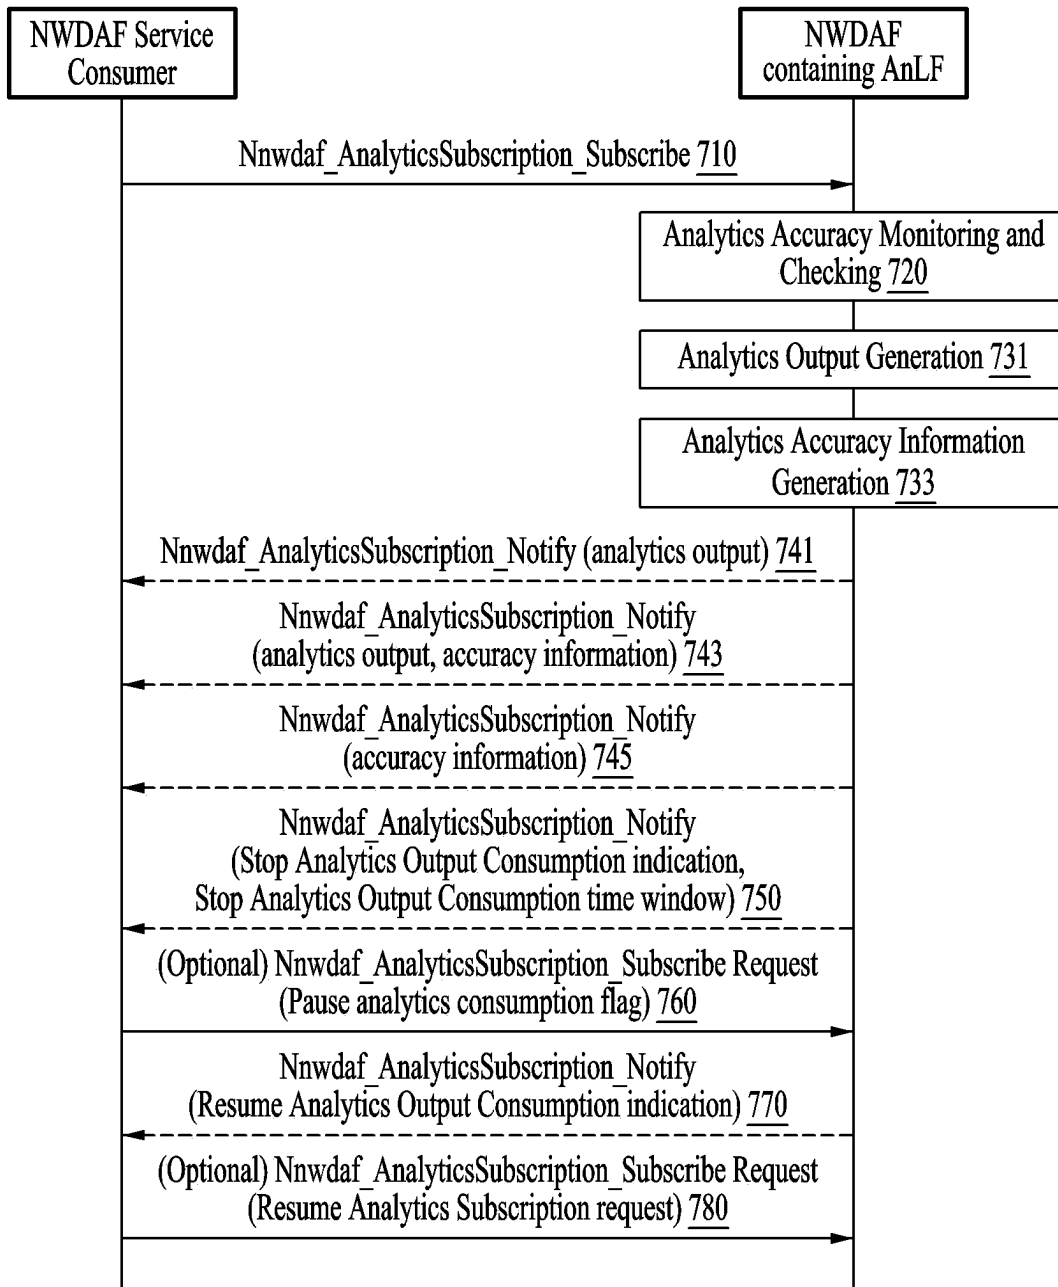 NWDAF Service
Consumer
NWDAF
containing AnLF
Nnwdaf_AnalyticsSubscription_Subscribe 710
Analytics Accuracy Monitoring and
Checking 720
Analytics Output Generation 731
Analytics Accuracy Information
Generation 733
Nnwdaf_AnalyticsSubscription_Notify (analytics output) 741
Nnwdaf_AnalyticsSubscription_Notify
(analytics output, accuracy information) 743
Nnwdaf_AnalyticsSubscription_Notify
(accuracy information) 745
Nnwdaf_AnalyticsSubscription_Notify
(Stop Analytics Output Consumption indication,
Stop Analytics Output Consumption time window) 750
(Optional) Nnwdaf_AnalyticsSubscription_Subscribe Request
(Pause analytics consumption flag) 760
Nnwdaf_AnalyticsSubscription_Notify
(Resume Analytics Output Consumption indication) 770
(Optional) Nnwdaf_AnalyticsSubscription_Subscribe Request
(Resume Analytics Subscription request) 780